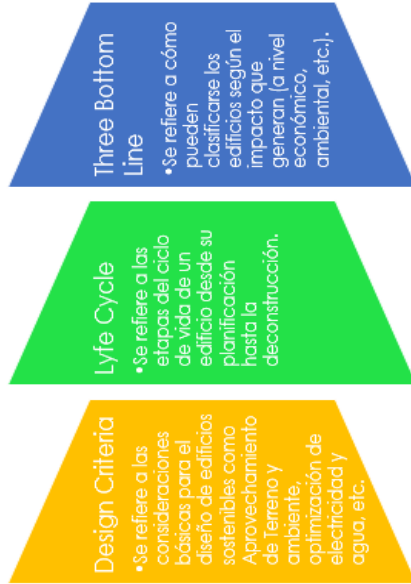 Design Criteria
•Se refiere a las
consideraciones
básicas para el
diseño de edificios
sostenibles como
Aprovechamiento
de Terreno y
ambiente,
optimización de
electricidad y
agua, etc.
Lyfe Cycle
•Se refiere a las
etapas del ciclo
de vida de un
edificio desde su
planificación
hasta la
deconstrucción.
Three Bottom
Line
•Se refiere a cómo
pueden
clasificarse los
edificios según el
impacto que
generan (a nivel
económico,
ambiental, etc.).